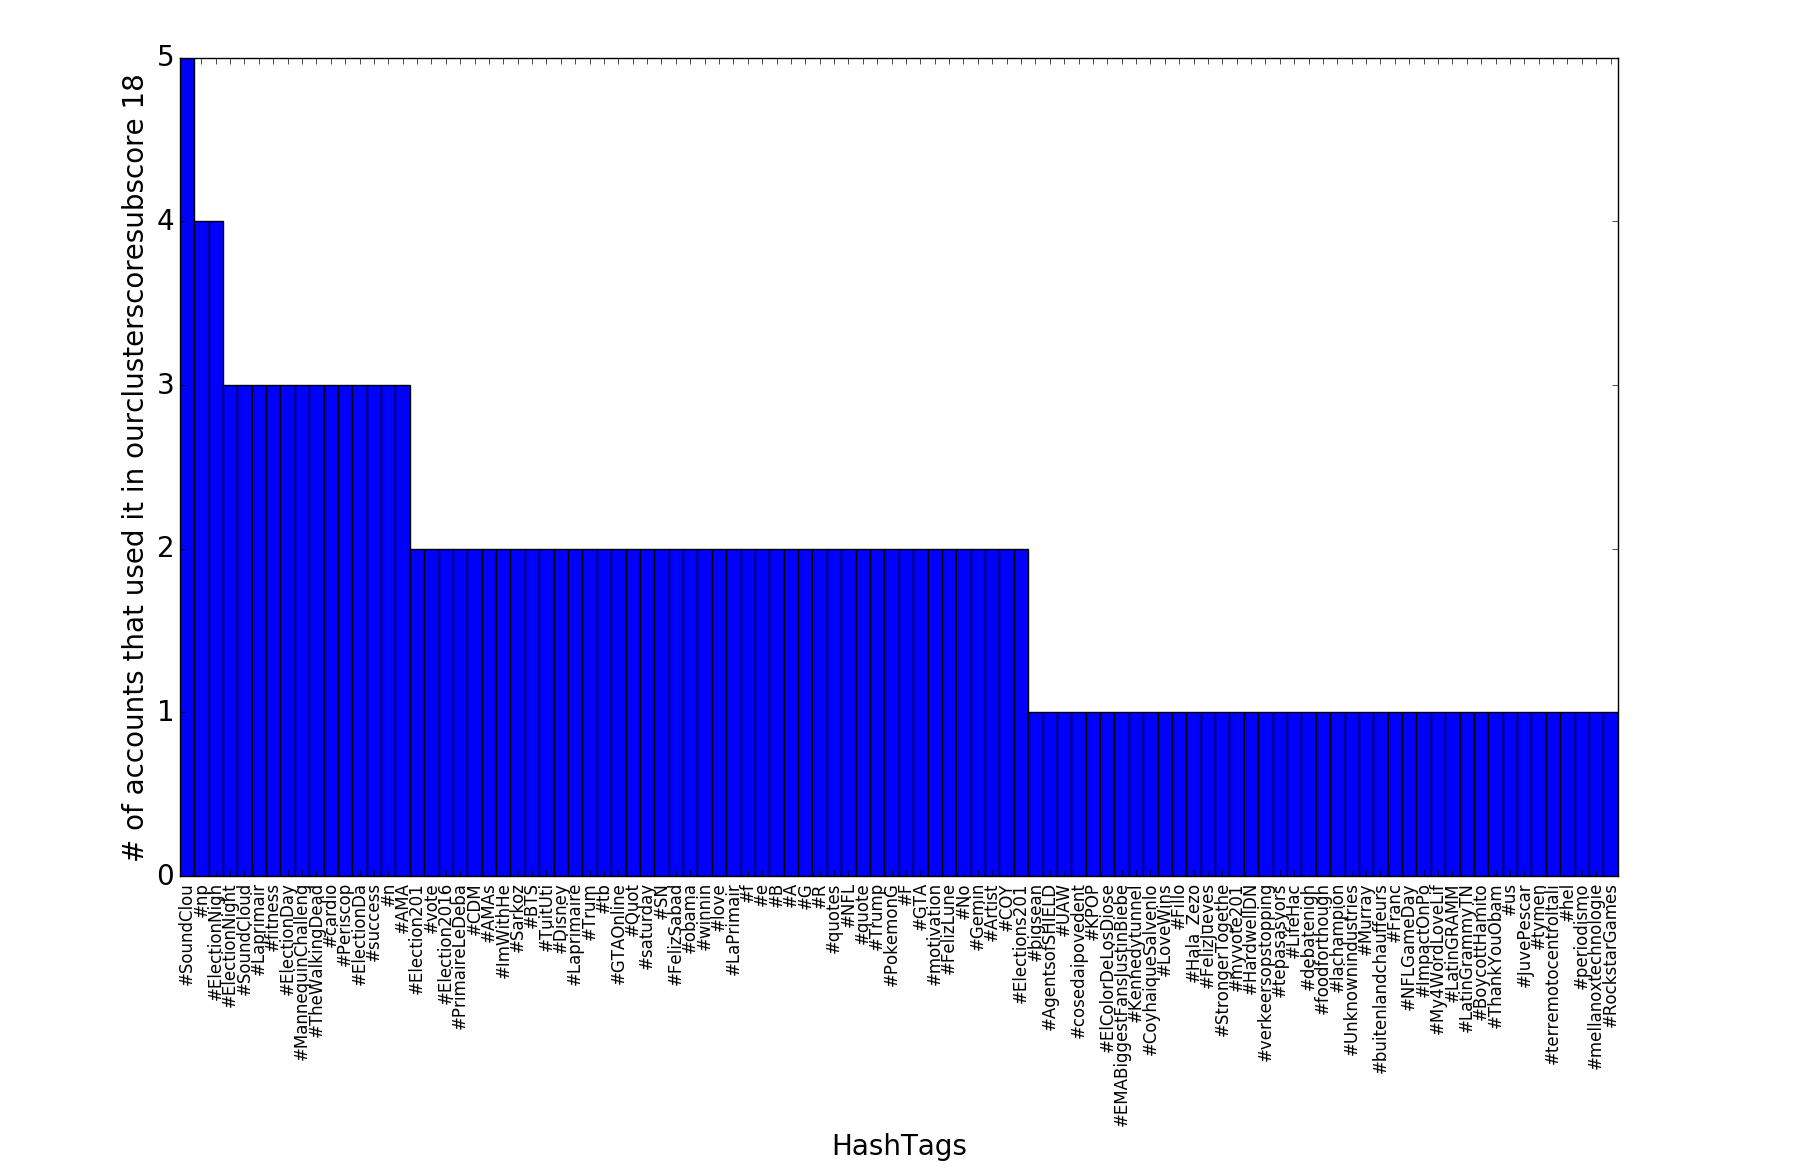 # of accounts that used it in ourclusterscoresubscore 18
5
4
3
2
1
0
#SoundClou
#np
#ElectionNigh
#ElectionNight
#SoundCloud
#Laprimair
#fitness
#ElectionDay
#MannequinChalleng
#TheWalkingDead
#cardio
#Periscop
#ElectionDa
#success
#n
#AMA
#Election201
#vote
#Election2016
#PrimaireLeDeba
#CDM
#AMAs
#ImWithHe
#Sarkoz
#BTS
#TuitUti
#Disney
#Laprimaire
#Trum
#tb
#GTAOnline
#Quot
#saturday
#SN
#FelizSabad
#obama
#winnin
#love
#LaPrimair
#f
#e
#B
#A
#G
#R
#quotes
#NFL
#quote
#Trump
#PokemonG
#F
#GTA
#motivation
#FelizLune
#No
#Gemin
#Artist
#COY
#Elections201
#bigsean
#AgentsofSHIELD
#UAW
#cosedaipovedent
#KPOP
#ElColorDeLosDiose
#EMABiggestFansJustinBiebe
#Kennedytunnel
#CoyhaiqueSalvanio
#LoveWins
#Fillo
#Hala_Zezo
#FelizJueves
#StrongerTogethe
#myvote201
#HardwellDN
#verkeersopstopping
#tepasasYors
#LifeHac
#debatenigh
#foodforthough
#lachampion
#Unknownindustries
#Murray
#buitenlandchauffeurs
#Franc
#NFLGameDay
#ImpactOnPo
#My4WordLoveLif
#LatinGRAMM
#LatinGrammyTN
#BoycottHamito
#ThankYouObam
#us
#JuvePescar
#tymen
#terremotocentroItali
#hel
#periodismo
#mellanoxtechnologie
#RockstarGames
HashTags